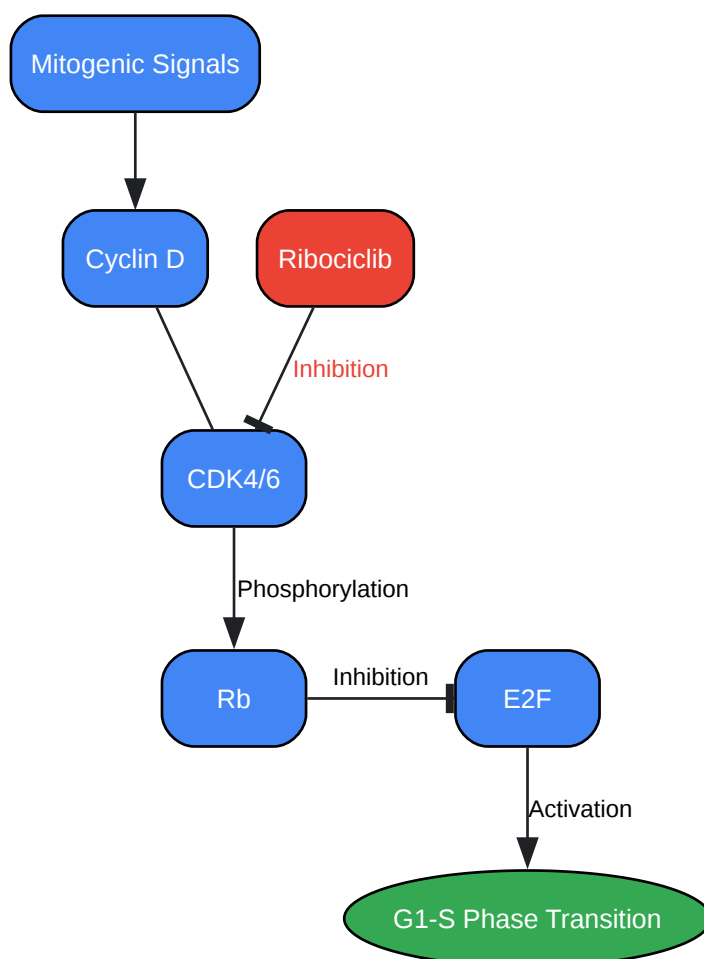 Mitogenic Signals
Cyclin D
Ribociclib
Inhibition
CDK4/6
Phosphorylation
Rb
Inhibition
E2F
Activation
G1-S Phase Transition